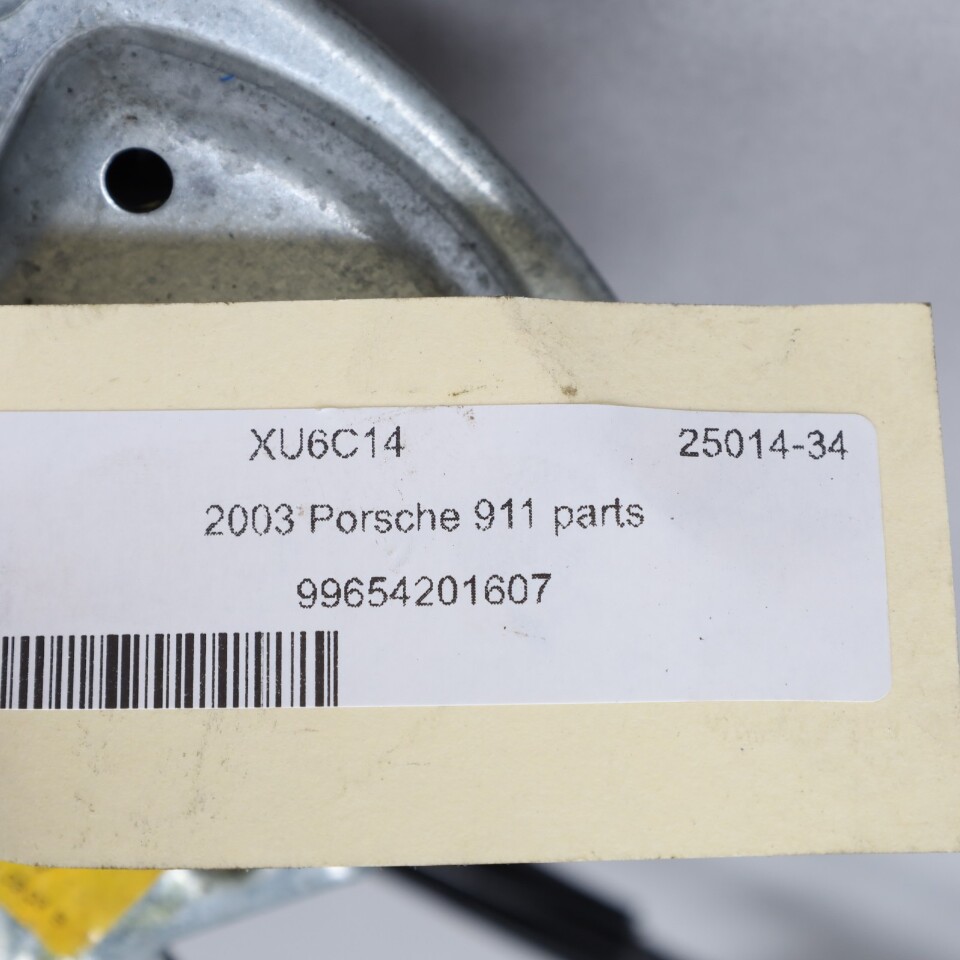 XU6C14 25014-34
2003 Porsche 911 parts
99654201607